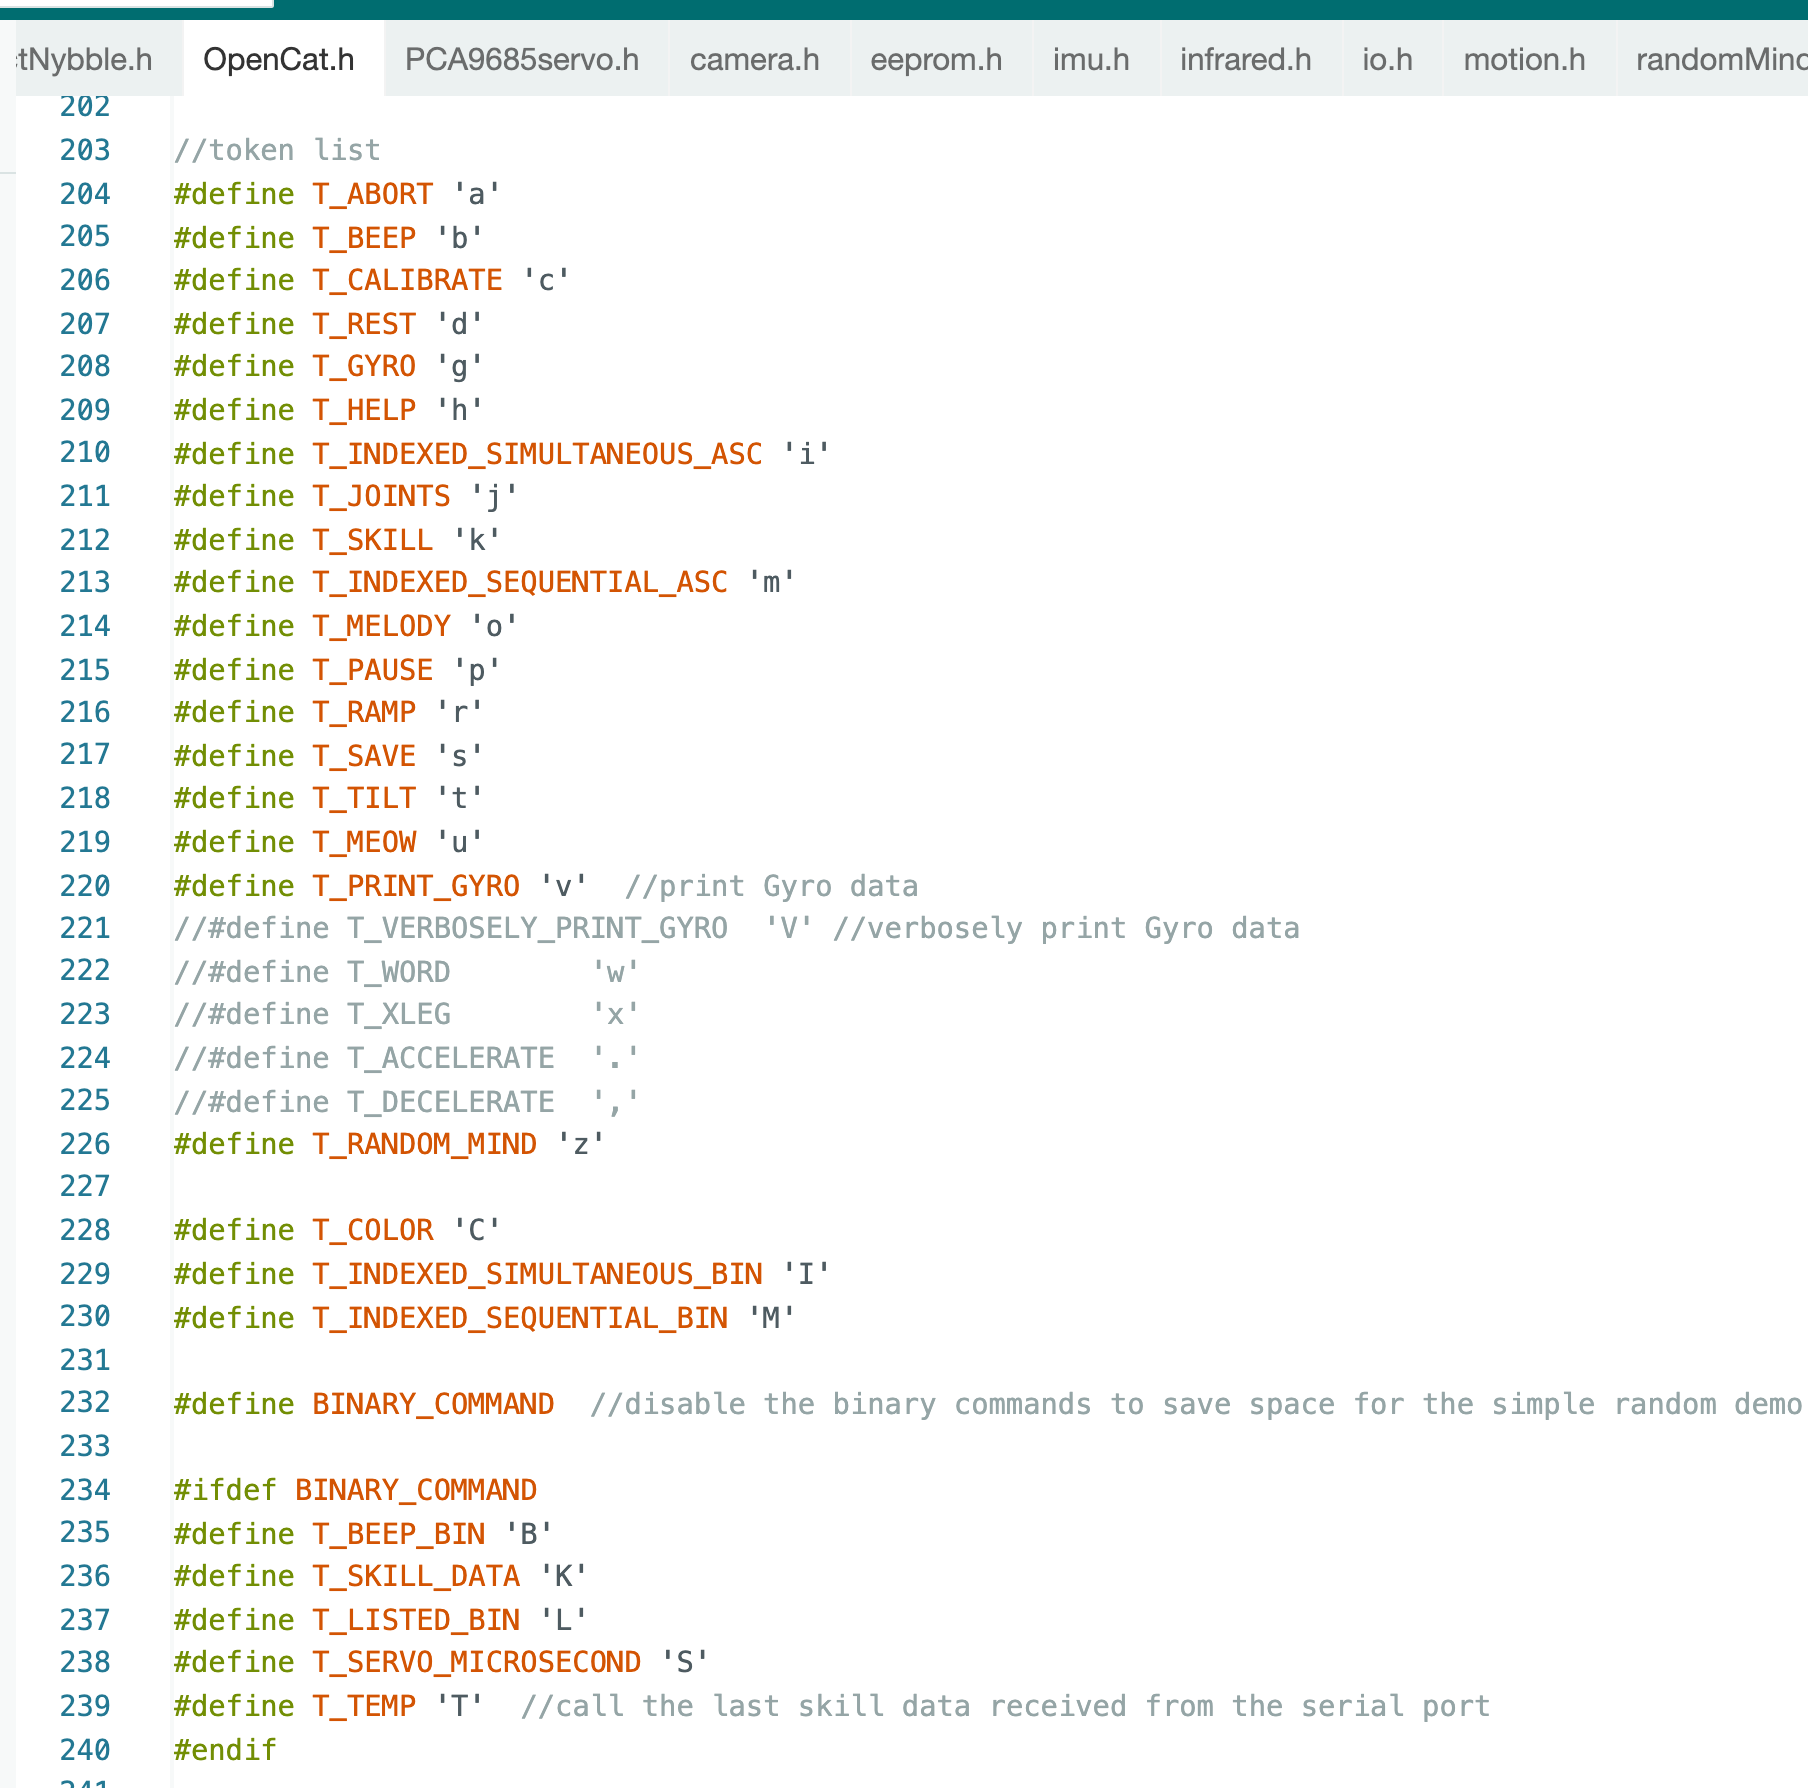 tNybble.h OpenCat.h PCA9685servo.h camera.h eeprom.h imu.h infrared.h io.h motion.h randomMind
202
203 //token list
204 #define T_ABORT 'a'
205 #define T_BEEP 'b'
206 #define T_CALIBRATE 'c'
207 #define T_REST 'd'
208 #define T_GYRO 'g'
209 #define T_HELP 'h'
210 #define T_INDEXED_SIMULTANEOUS_ASC 'i'
211 #define T_JOINTS 'j'
212 #define T_SKILL 'k'
213 #define T_INDEXED_SEQUENTIAL_ASC 'm'
214 #define T_MELODY 'o'
215 #define T_PAUSE 'p'
216 #define T_RAMP 'r'
217 #define T_SAVE 's'
218 #define T_TILT 't'
219 #define T_MEOW 'u'
220 #define T_PRINT_GYRO 'v'  //print Gyro data
221 //#define T_VERBOSELY_PRINT_GYRO  'V' //verbosely print Gyro data
222 //#define T_WORD        'w'
223 //#define T_XLEG        'x'
224 //#define T_ACCELERATE  '.'
225 //#define T_DECELERATE  ','
226 #define T_RANDOM_MIND 'z'
227
228 #define T_COLOR 'C'
229 #define T_INDEXED_SIMULTANEOUS_BIN 'I'
230 #define T_INDEXED_SEQUENTIAL_BIN 'M'
231
232 #define BINARY_COMMAND  //disable the binary commands to save space for the simple random demo
233
234 #ifdef BINARY_COMMAND
235 #define T_BEEP_BIN 'B'
236 #define T_SKILL_DATA 'K'
237 #define T_LISTED_BIN 'L'
238 #define T_SERVO_MICROSECOND 'S'
239 #define T_TEMP 'T'  //call the last skill data received from the serial port
240 #endif
241